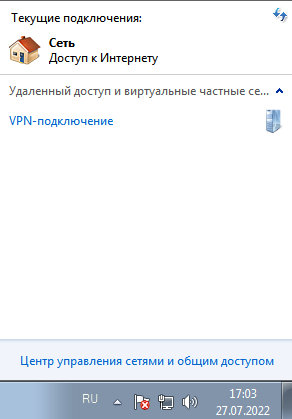 Текущие подключения:
Сеть
Доступ к Интернету
Удаленный доступ и виртуальные частные се...
VPN-подключение
Центр управления сетями и общим доступом
RU
17:03
27.07.2022